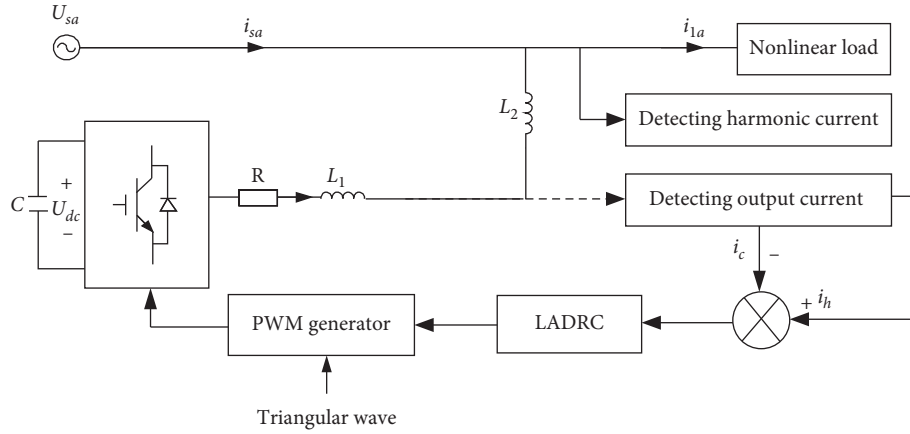 U_sa
i_sa
i_1a
Nonlinear load
L_2
Detecting harmonic current
C
+
U_dc
−
R
L_1
Detecting output current
i_c
−
+ i_h
PWM generator
LADRC
Triangular wave